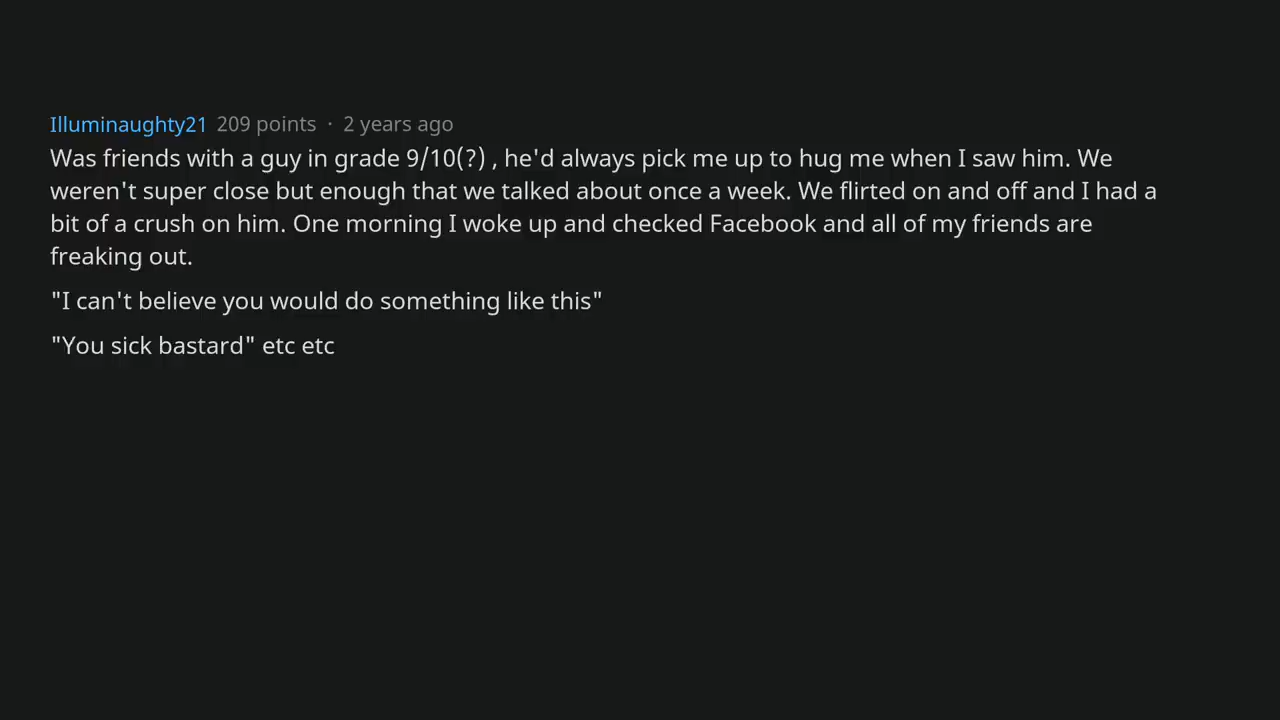 Illuminaughty21 209 points · 2 years ago
Was friends with a guy in grade 9/10(?) , he'd always pick me up to hug me when I saw him. We
weren't super close but enough that we talked about once a week. We flirted on and off and I had a
bit of a crush on him. One morning I woke up and checked Facebook and all of my friends are
freaking out.
"I can't believe you would do something like this"
"You sick bastard" etc etc